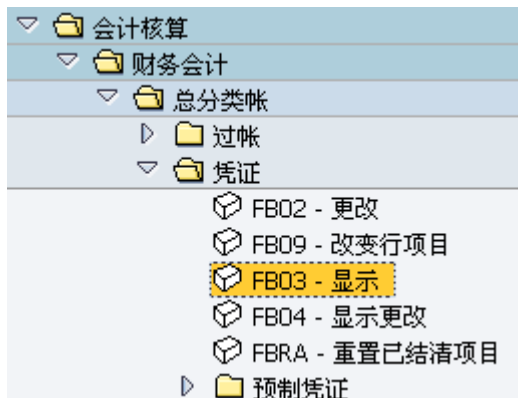 会计核算
财务会计
总分类帐
过帐
凭证
FB02 - 更改
FB09 - 改变行项目
FB03 - 显示
FB04 - 显示更改
FBRA - 重置已结清项目
预制凭证